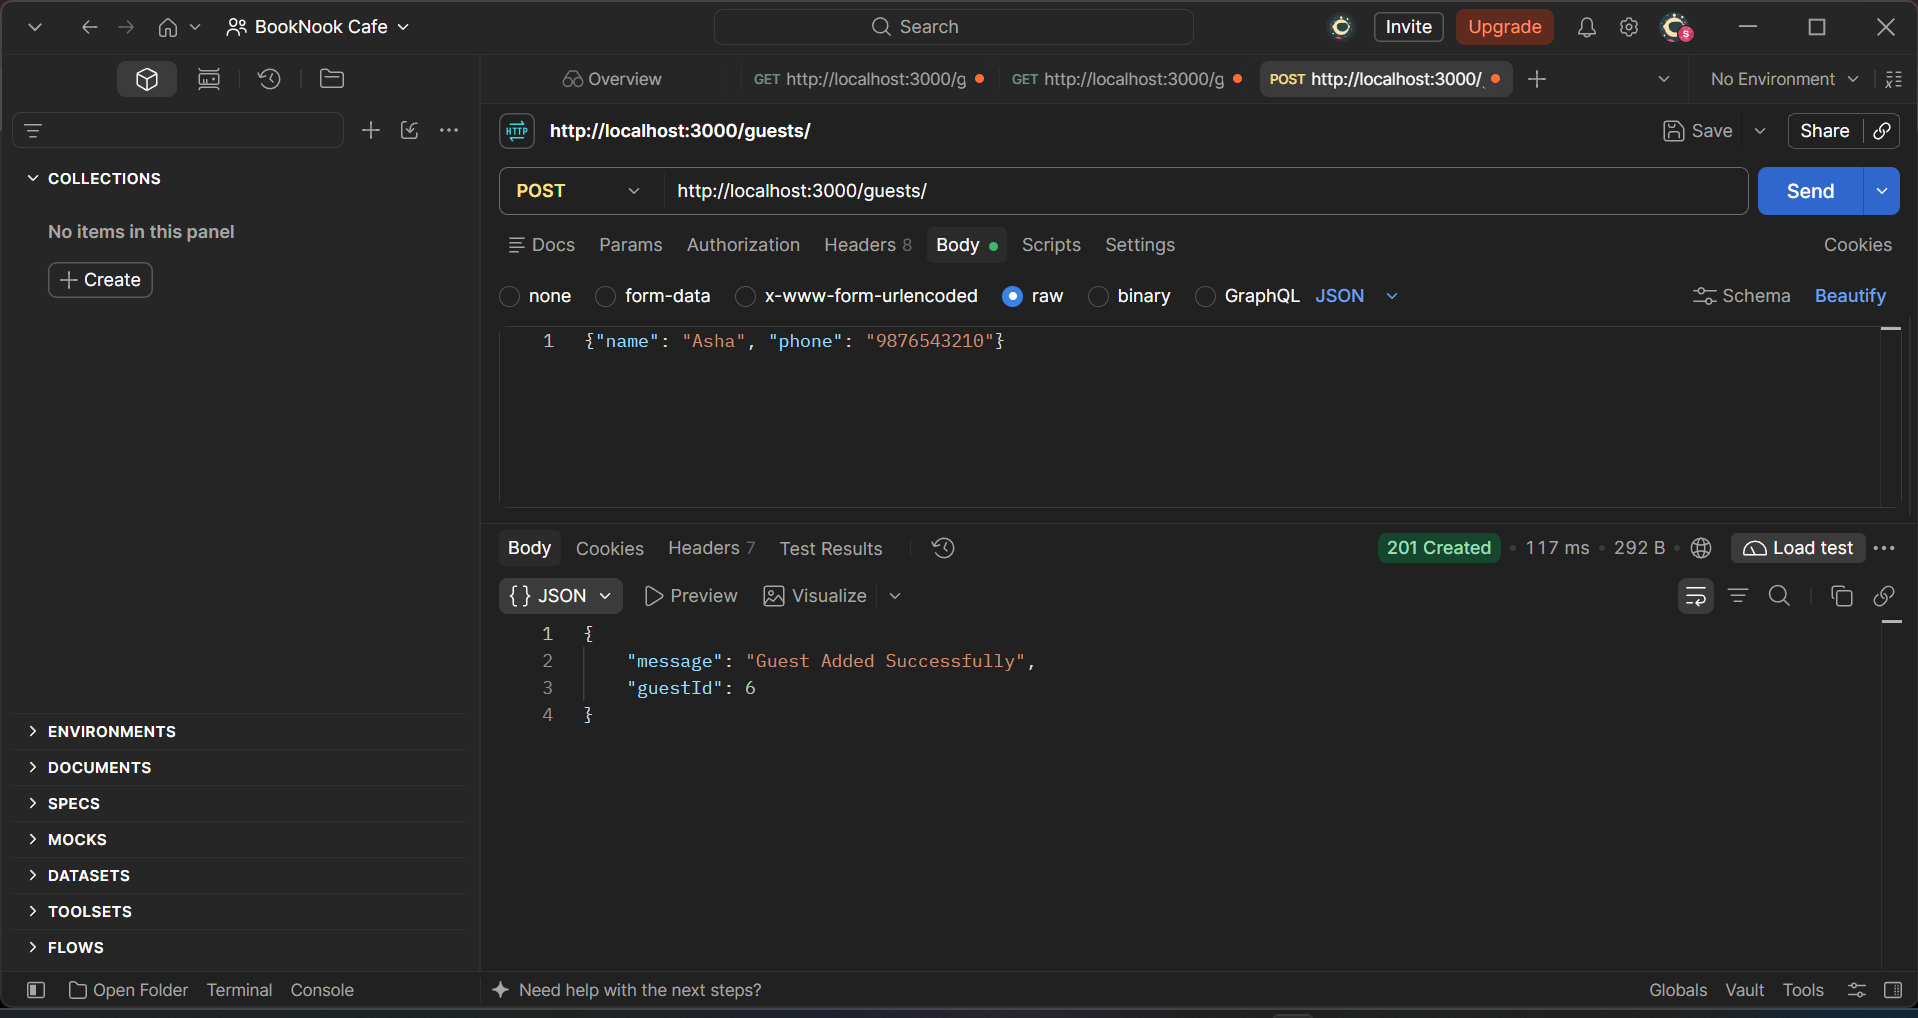 BookNook Cafe
Search
Invite
Upgrade
S
Overview
GET http://localhost:3000/g
GET http://localhost:3000/g
POST http://localhost:3000/
No Environment
HTTP http://localhost:3000/guests/
Save
Share
COLLECTIONS
No items in this panel
Create
POST http://localhost:3000/guests/
Send
Docs Params Authorization Headers 8 Body Scripts Settings
Cookies
none form-data x-www-form-urlencoded raw binary GraphQL JSON
Schema Beautify
1 {"name": "Asha", "phone": "9876543210"}
Body Cookies Headers 7 Test Results
201 Created 117 ms 292 B
Load test
{ } JSON Preview Visualize
1 {
2 "message": "Guest Added Successfully",
3 "guestId": 6
4 }
ENVIRONMENTS
DOCUMENTS
SPECS
MOCKS
DATASETS
TOOLSETS
FLOWS
Open Folder Terminal Console
Need help with the next steps?
Globals Vault Tools